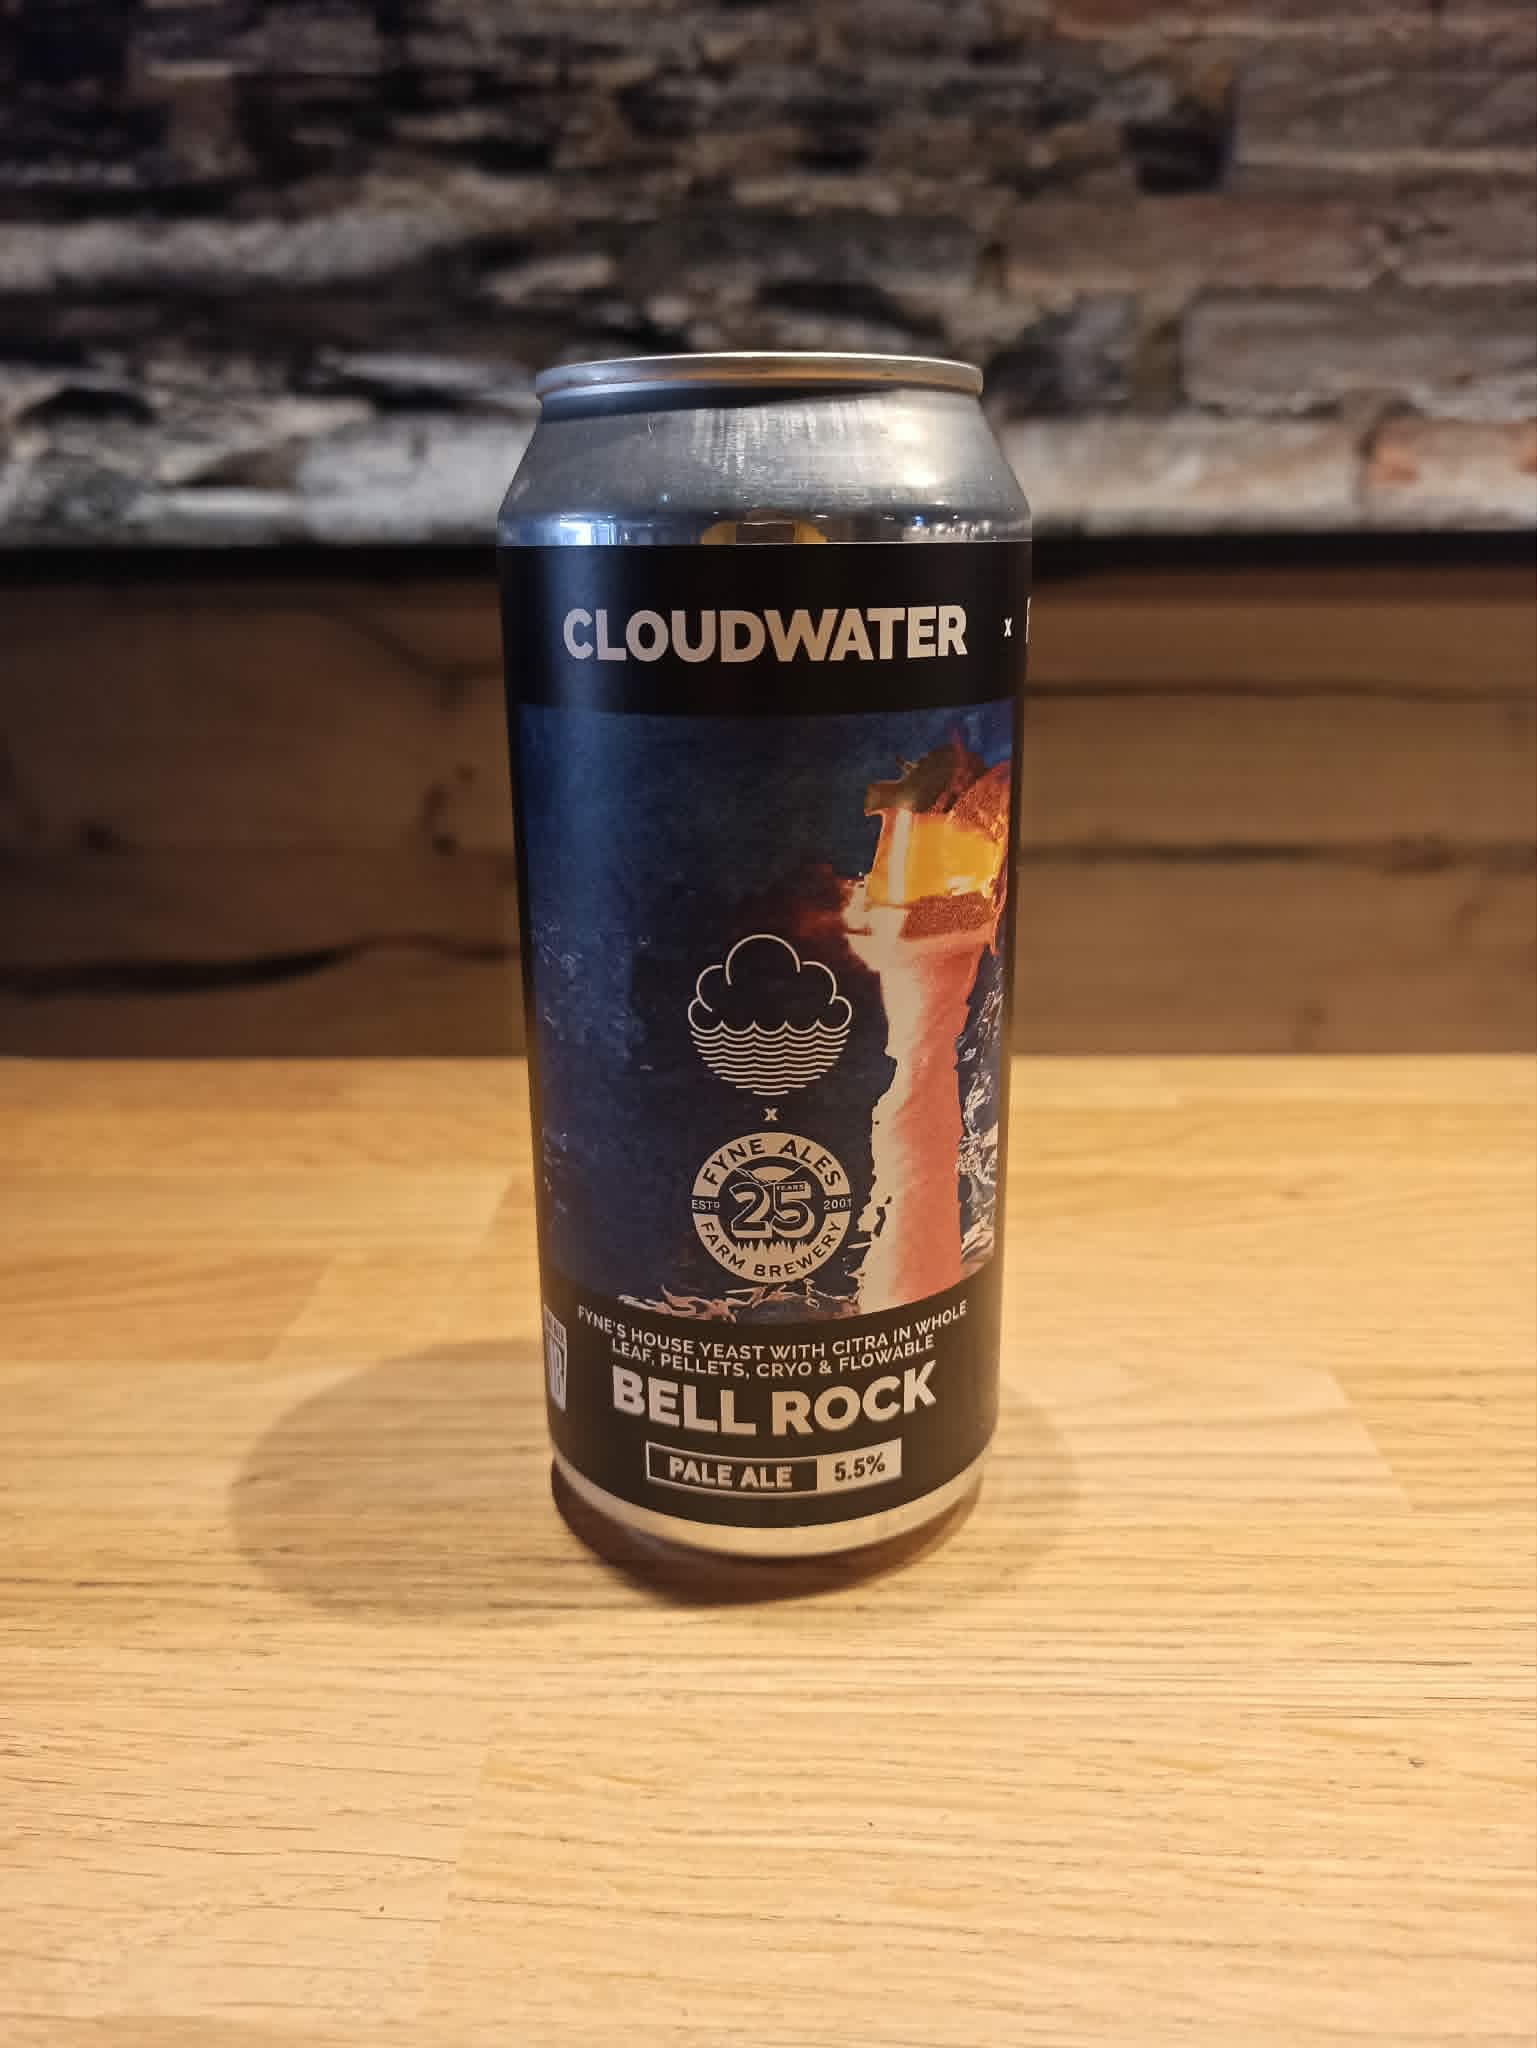 CLOUDWATER x
x
FYNE ALES
25 YEARS
ESTD 2001
FARM BREWERY
FYNE'S HOUSE YEAST WITH CITRA IN WHOLE
LEAF, PELLETS, CRYO & FLOWABLE
BELL ROCK
PALE ALE 5.5%